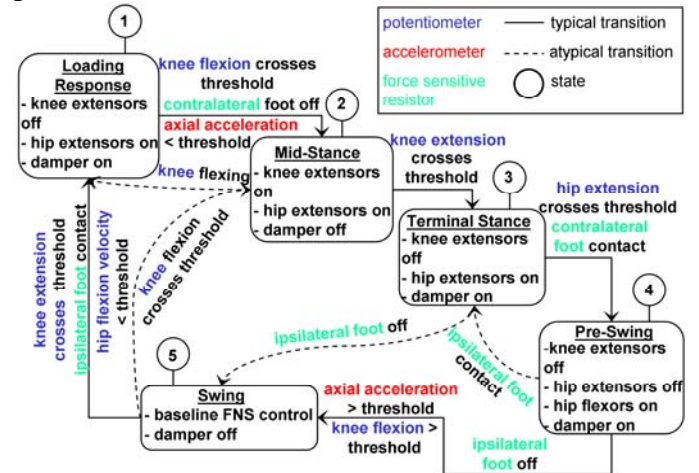 1
Loading
Response
- knee extensors
off
- hip extensors on
- damper on
knee flexion crosses
threshold
contralateral foot off
axial acceleration
< threshold
knee flexing
2
Mid-Stance
- knee extensors
on
- hip extensors on
- damper off
knee extension
crosses
threshold
3
Terminal Stance
- knee extensors
off
- hip extensors on
- damper on
hip extension
crosses threshold
contralateral
foot contact
4
Pre-Swing
-knee extensors
off
- hip extensors off
- hip flexors on
- damper on
ipsilateral foot
contact
ipsilateral foot off
ipsilateral
foot off
axial acceleration
> threshold
knee flexion >
threshold
5
Swing
- baseline FNS control
- damper off
knee extension
crosses threshold
ipsilateral foot contact
hip flexion velocity
< threshold
knee flexion
crosses threshold
potentiometer
accelerometer
force sensitive
resistor
typical transition
atypical transition
state